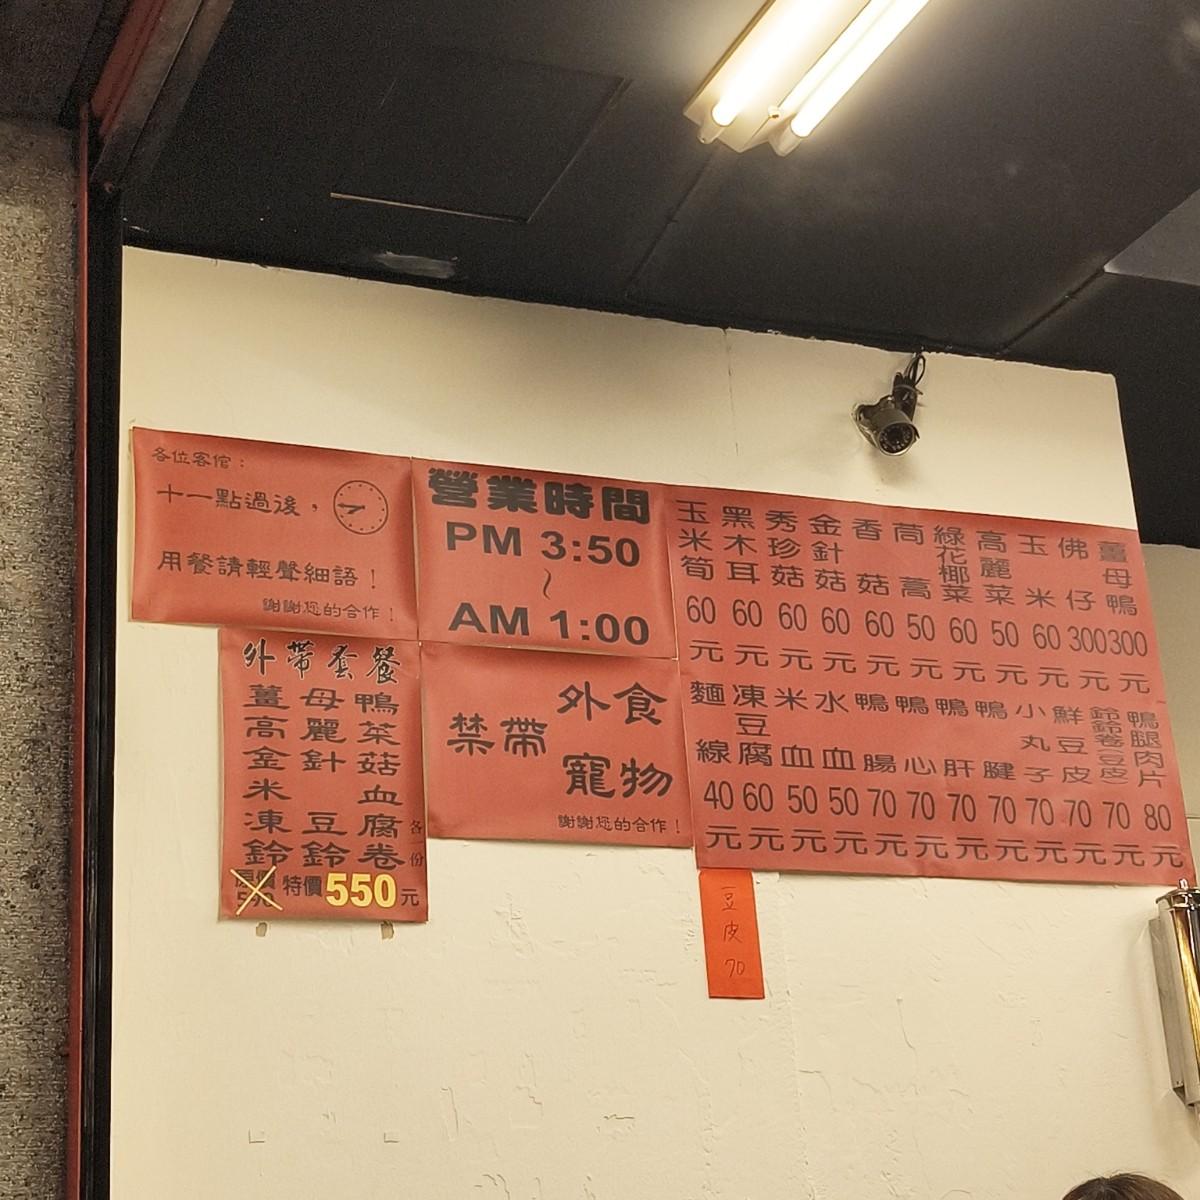 各位客倌：
十一點過後，
用餐請輕聲細語！
謝謝您的合作！
營業時間
PM 3:50
～
AM 1:00
外帶套餐
薑母鴨
高麗菜
金針菇
米血
凍豆腐
鈴鈴卷
各一份
原價
590
特價550元
禁帶
外食
寵物
謝謝您的合作！
薑母鴨 300元
佛仔 300元
玉米 60元
高麗菜 50元
綠花椰菜 60元
茼蒿 50元
香菇 60元
金針菇 60元
秀珍菇 60元
黑木耳 60元
玉米筍 60元
鴨腿肉片 80元
鈴鈴卷豆皮 70元
鮮豆皮 70元
小丸子 70元
鴨腱 70元
鴨肝 70元
鴨心 70元
鴨腸 70元
水血 50元
米血 50元
凍豆腐 60元
麵線 40元
豆皮 70